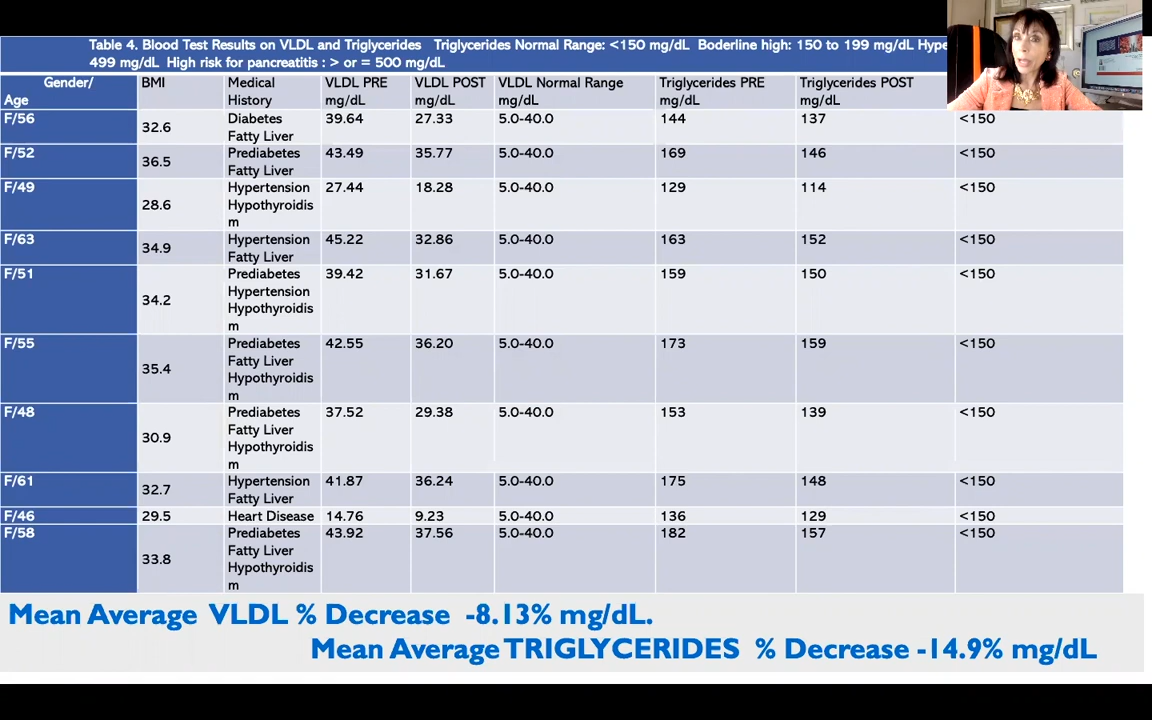 Table 4. Blood Test Results on VLDL and Triglycerides Triglycerides Normal Range: <150 mg/dL Boderline high: 150 to 199 mg/dL
499 mg/dL High risk for pancreatitis : > or = 500 mg/dL
Gender/ Age BMI Medical History VLDL PRE mg/dL VLDL POST mg/dL VLDL Normal Range mg/dL Triglycerides PRE mg/dL Triglycerides POST mg/dL
F/56 32.6 Diabetes Fatty Liver 39.64 27.33 5.0-40.0 144 137 <150
F/52 36.5 Prediabetes Fatty Liver 43.49 35.77 5.0-40.0 169 146 <150
F/49 28.6 Hypertension Hypothyroidism 27.44 18.28 5.0-40.0 129 114 <150
F/63 34.9 Hypertension Fatty Liver 45.22 32.86 5.0-40.0 163 152 <150
F/51 34.2 Prediabetes Hypertension Hypothyroidism 39.42 31.67 5.0-40.0 159 150 <150
F/55 35.4 Prediabetes Fatty Liver Hypothyroidism 42.55 36.20 5.0-40.0 173 159 <150
F/48 30.9 Prediabetes Fatty Liver Hypothyroidism 37.52 29.38 5.0-40.0 153 139 <150
F/61 32.7 Hypertension Fatty Liver 41.87 36.24 5.0-40.0 175 148 <150
F/46 29.5 Heart Disease 14.76 9.23 5.0-40.0 136 129 <150
F/58 33.8 Prediabetes Fatty Liver Hypothyroidism 43.92 37.56 5.0-40.0 182 157 <150
Mean Average VLDL % Decrease -8.13% mg/dL.
Mean Average TRIGLYCERIDES % Decrease -14.9% mg/dL